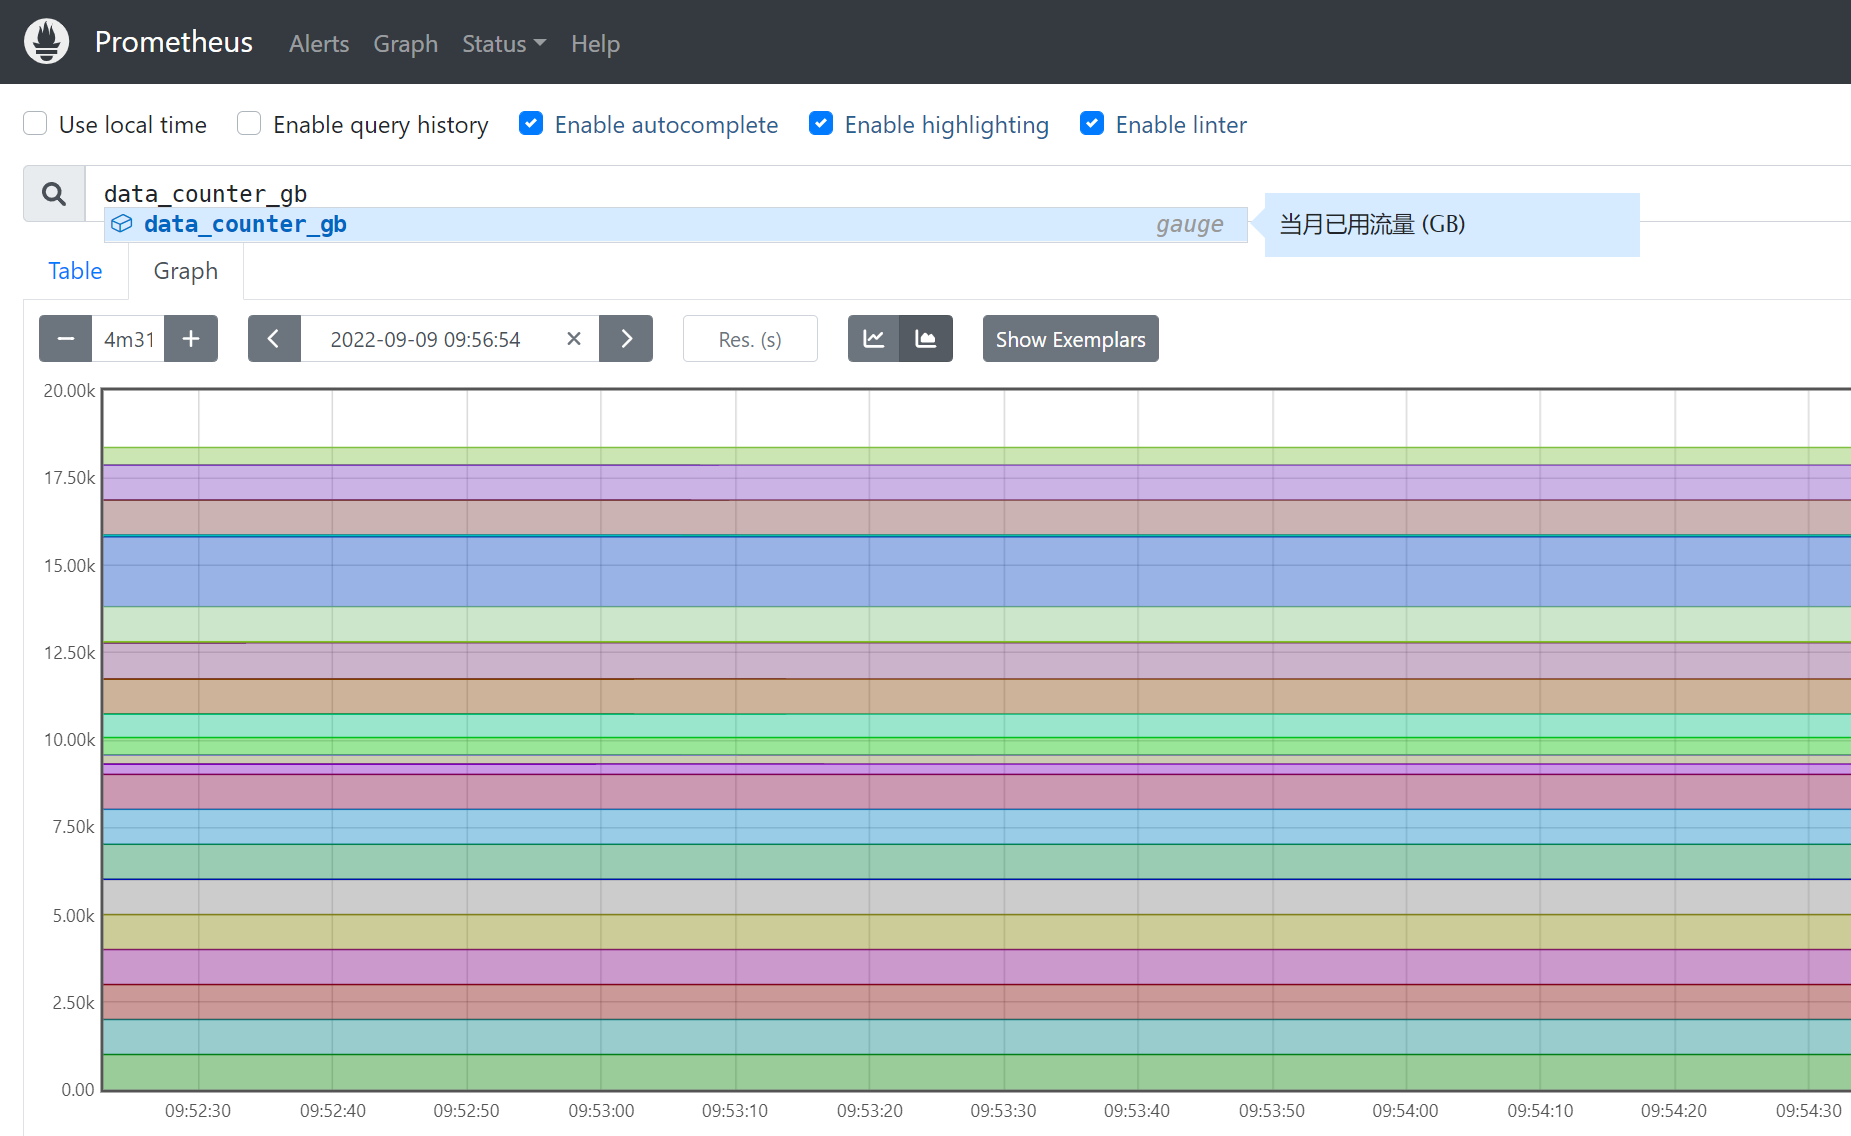 Prometheus Alerts Graph Status Help
Use local time Enable query history Enable autocomplete Enable highlighting Enable linter
data_counter_gb
data_counter_gb gauge 当月已用流量 (GB)
Table Graph
4m31 2022-09-09 09:56:54 Res. (s) Show Exemplars
20.00k
17.50k
15.00k
12.50k
10.00k
7.50k
5.00k
2.50k
0.00
09:52:30 09:52:40 09:52:50 09:53:00 09:53:10 09:53:20 09:53:30 09:53:40 09:53:50 09:54:00 09:54:10 09:54:20 09:54:30